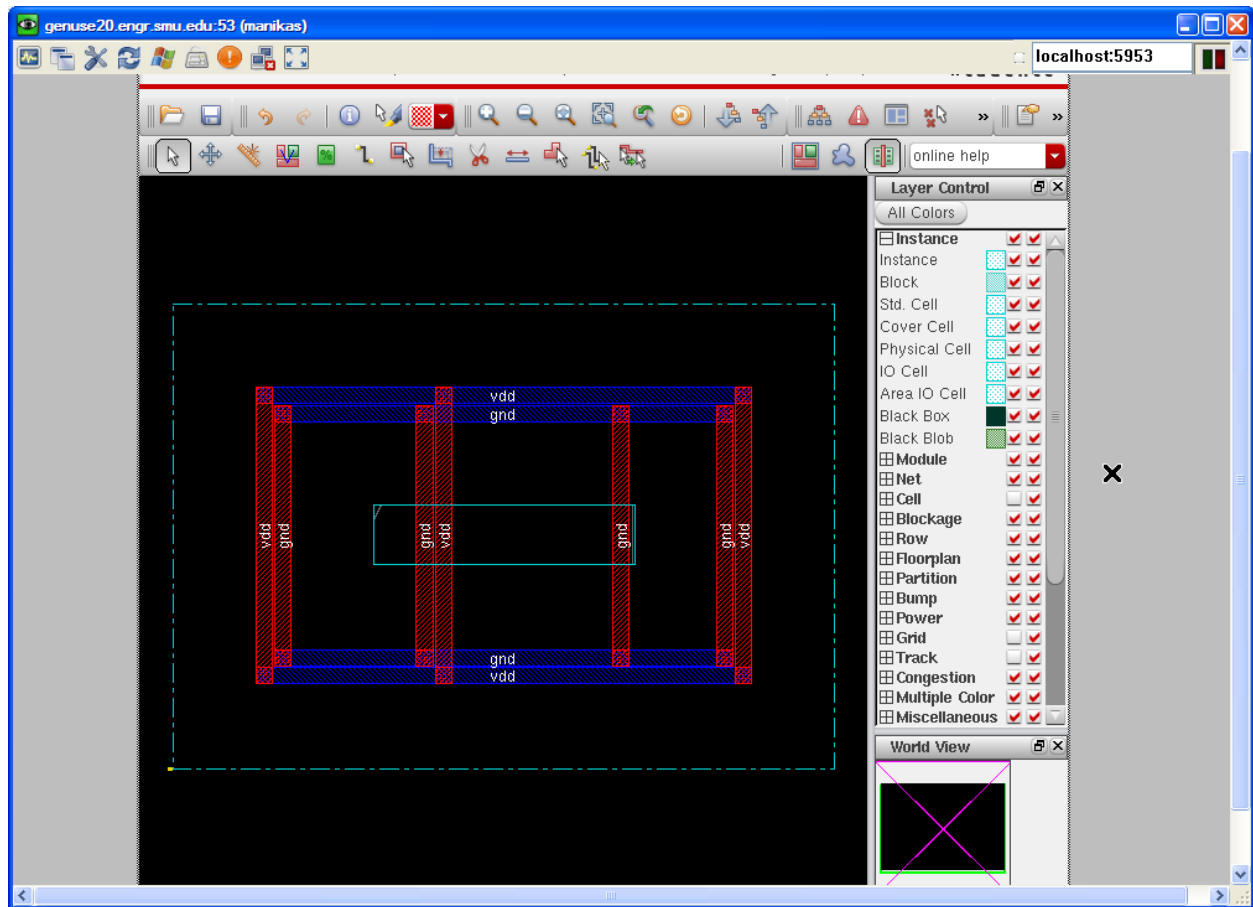 genuse20.engr.smu.edu:53 (manikas)
localhost:5953
online help
Layer Control
All Colors
Instance
Instance
Block
Std. Cell
Cover Cell
Physical Cell
IO Cell
Area IO Cell
Black Box
Black Blob
Module
Net
Cell
Blockage
Row
Floorplan
Partition
Bump
Power
Grid
Track
Congestion
Multiple Color
Miscellaneous
World View
vdd
gnd
vdd
gnd
gnd
vdd
gnd
gnd
vdd
gnd
vdd